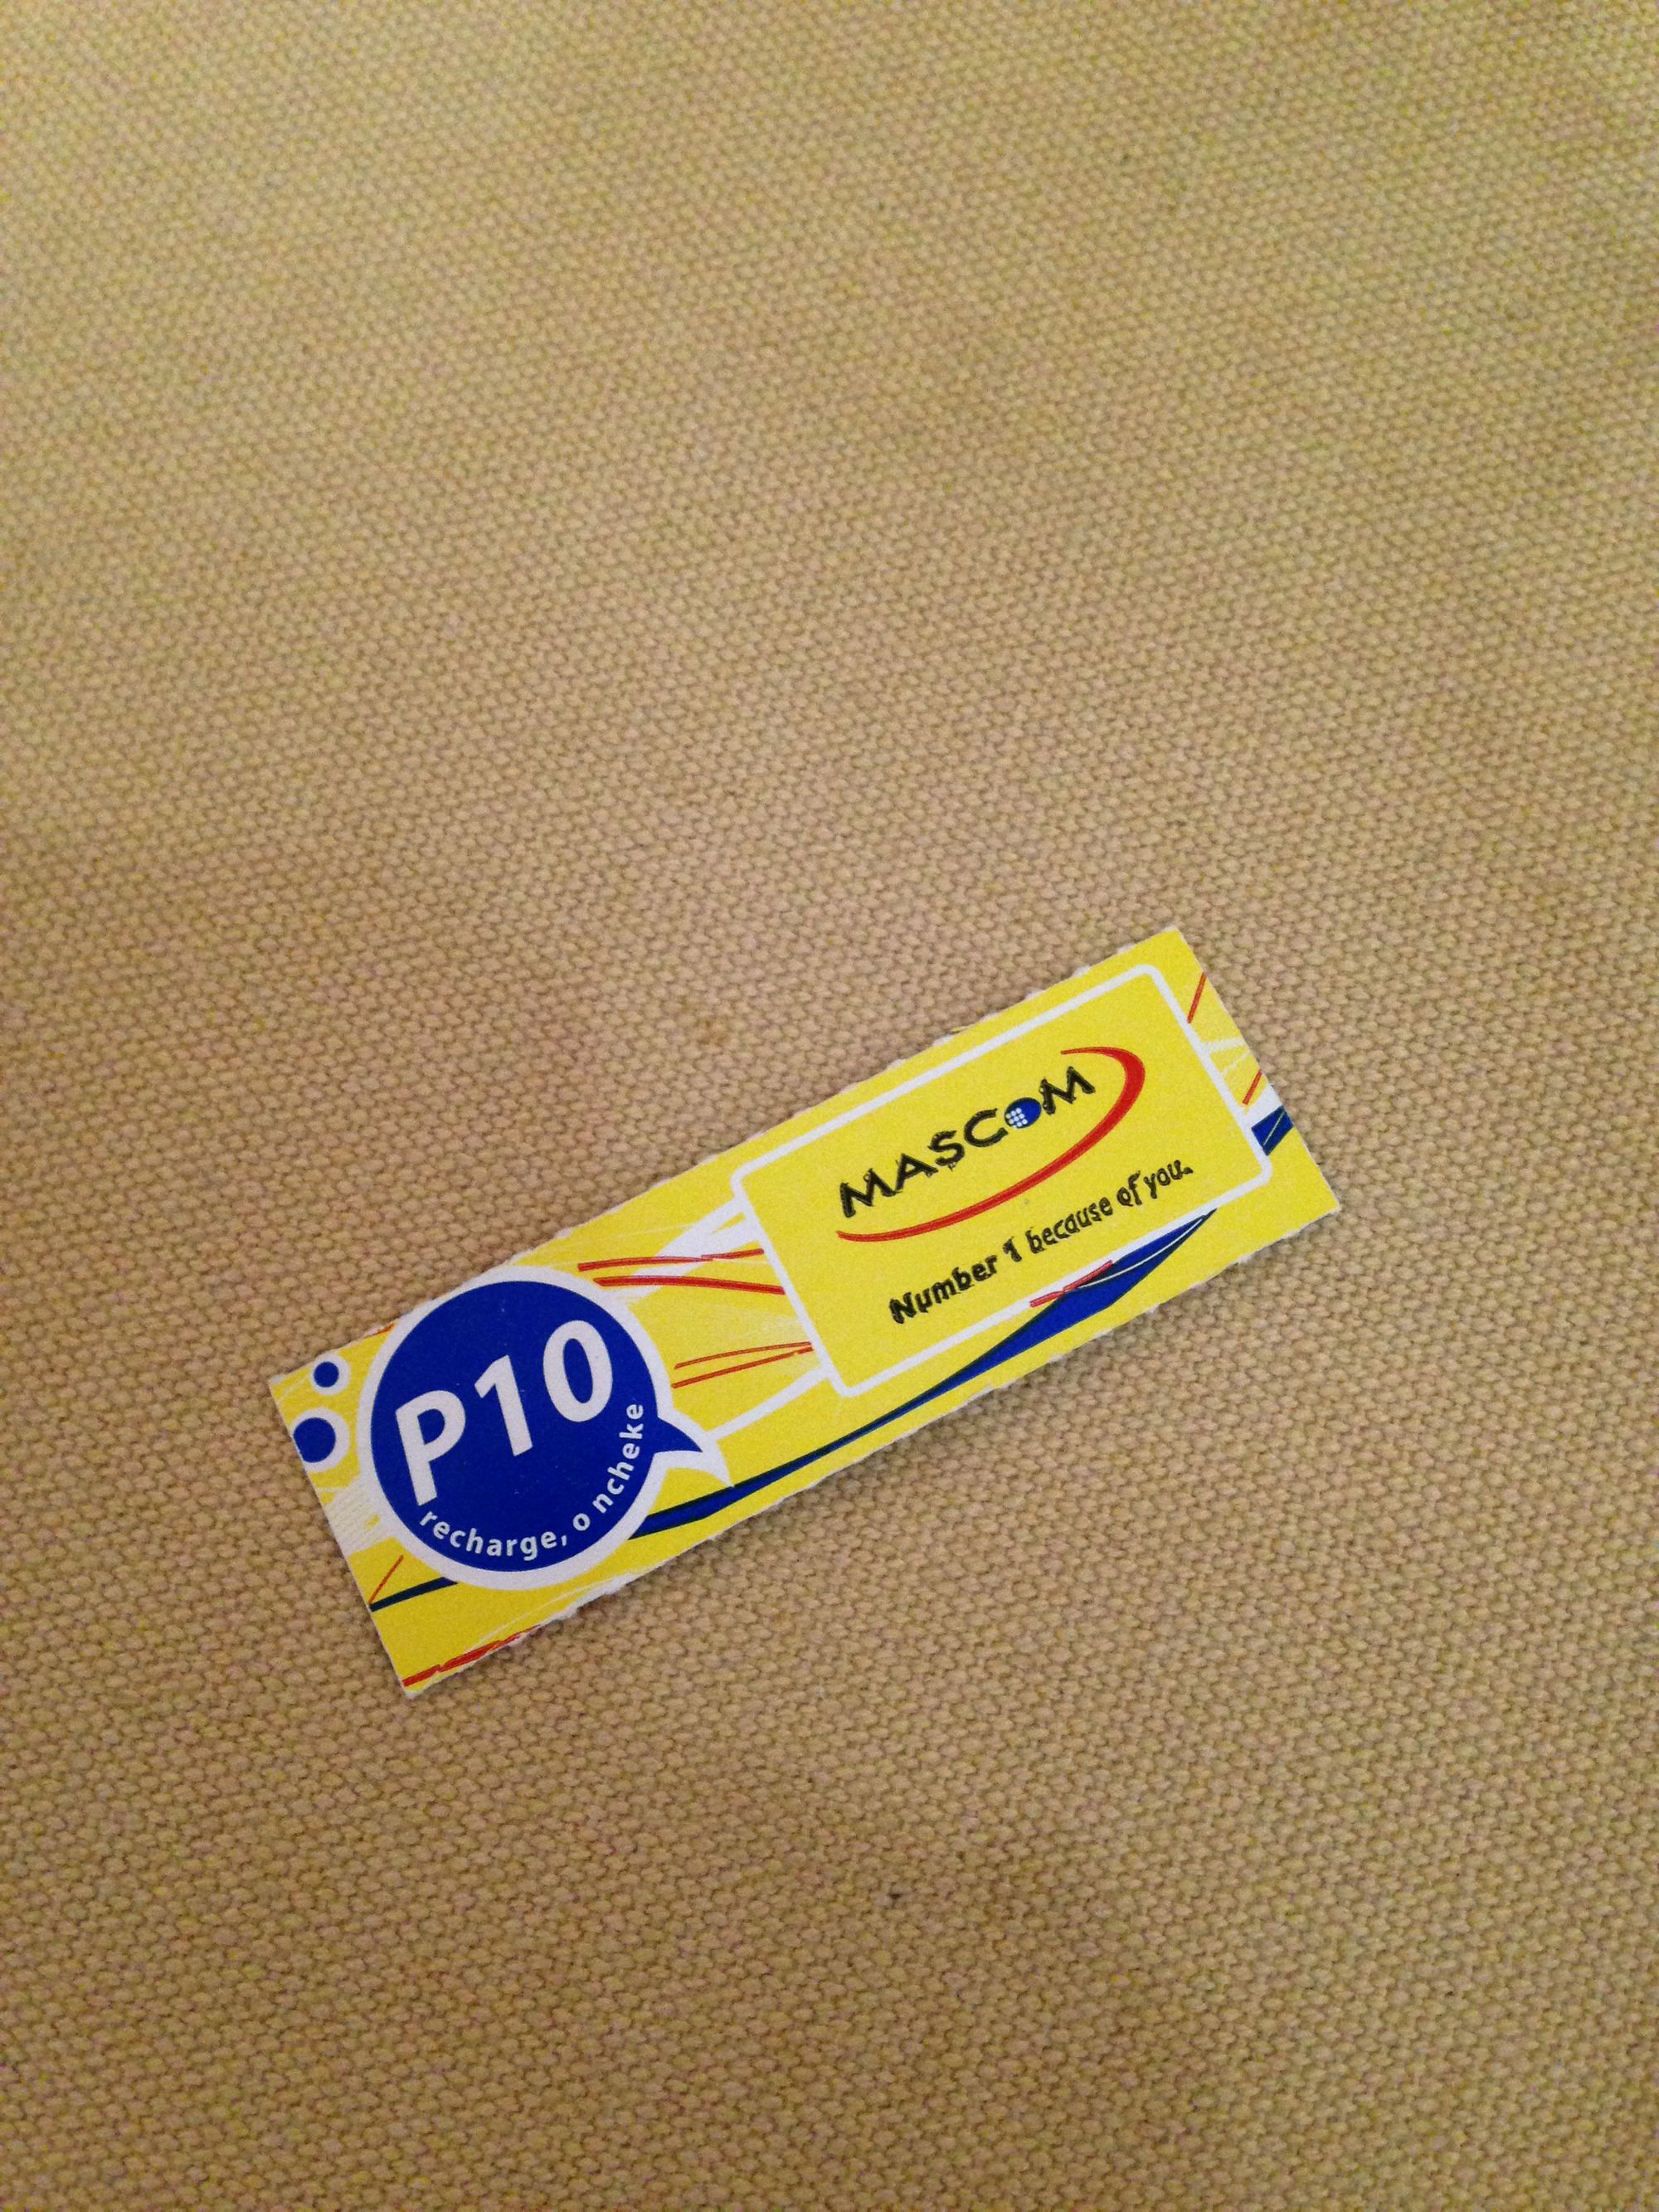 P10
recharge, o ncheke
MASCOM
Number 1 because of you.